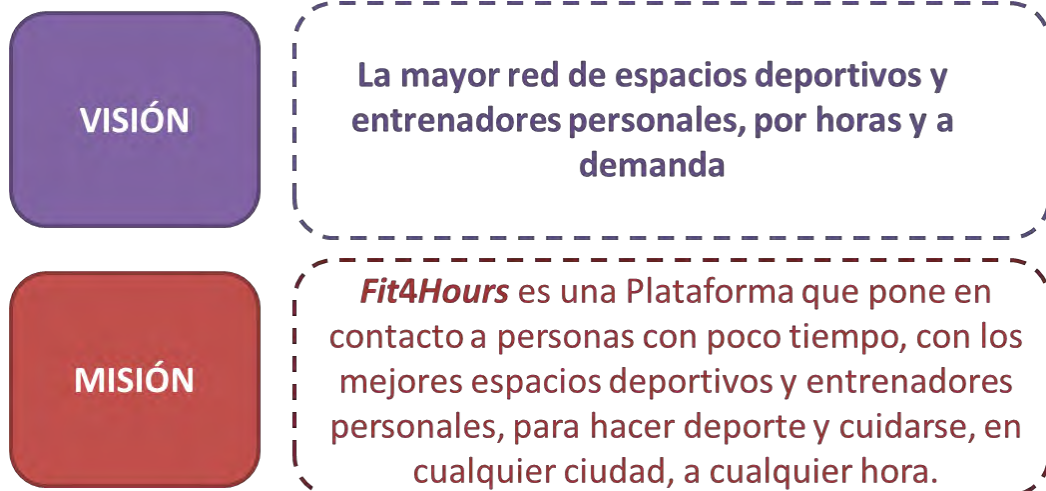 VISIÓN
La mayor red de espacios deportivos y
entrenadores personales, por horas y a
demanda
MISIÓN
Fit4Hours es una Plataforma que pone en
contacto a personas con poco tiempo, con los
mejores espacios deportivos y entrenadores
personales, para hacer deporte y cuidarse, en
cualquier ciudad, a cualquier hora.